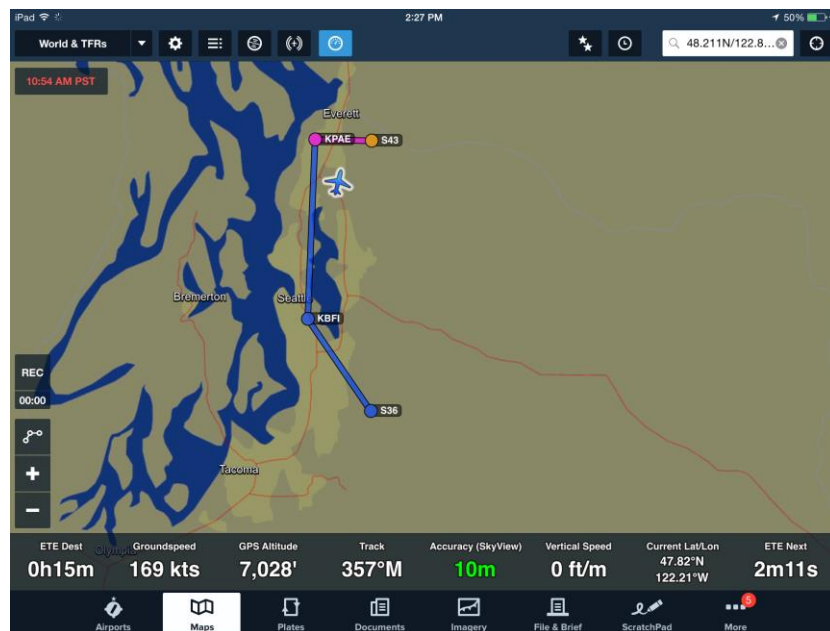 iPad
2:27 PM
50%
World & TFRs
48.211N/122.8...
10:54 AM PST
Everett
KPAE
S43
Bremerton
Seattl
KBFI
REC
00:00
S36
Tacoma
Olympia
ETE Dest
0h15m
Groundspeed
169 kts
GPS Altitude
7,028'
Track
357°M
Accuracy (SkyView)
10m
Vertical Speed
0 ft/m
Current Lat/Lon
47.82°N
122.21°W
ETE Next
2m11s
Airports
Maps
Plates
Documents
Imagery
File & Brief
ScratchPad
5
More